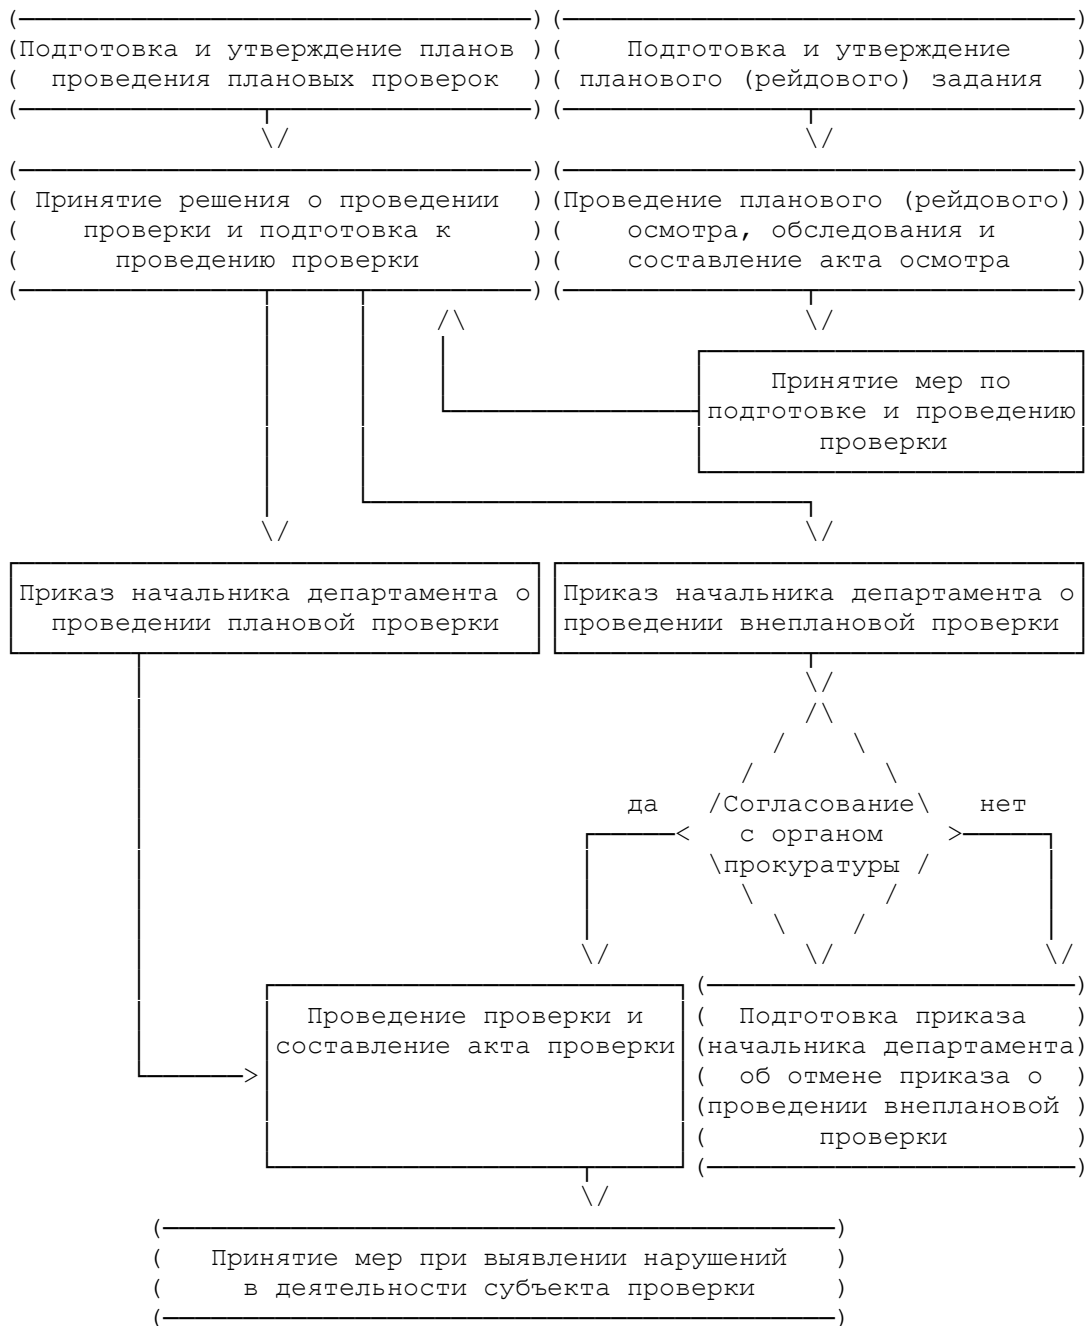 Подготовка и утверждение планов
проведения плановых проверок
Подготовка и утверждение
планового (рейдового) задания
Принятие решения о проведении
проверки и подготовка к
проведению проверки
Проведение планового (рейдового)
осмотра, обследования и
составление акта осмотра
Принятие мер по
подготовке и проведению
проверки
Приказ начальника департамента о
проведении плановой проверки
Приказ начальника департамента о
проведении внеплановой проверки
да
Согласование
с органом
прокуратуры
нет
Проведение проверки и
составление акта проверки
Подготовка приказа
начальника департамента
об отмене приказа о
проведении внеплановой
проверки
Принятие мер при выявлении нарушений
в деятельности субъекта проверки